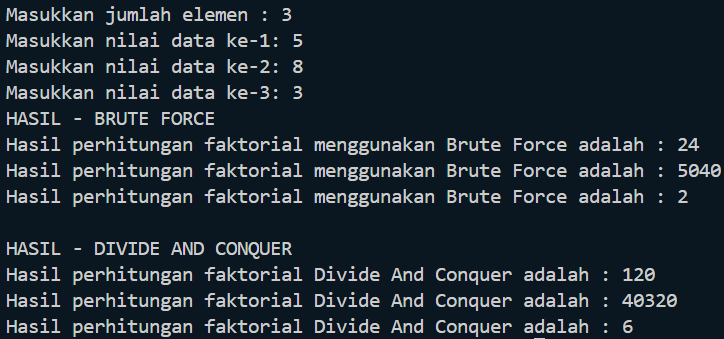 Masukkan jumlah elemen : 3
Masukkan nilai data ke-1: 5
Masukkan nilai data ke-2: 8
Masukkan nilai data ke-3: 3
HASIL - BRUTE FORCE
Hasil perhitungan faktorial menggunakan Brute Force adalah : 24
Hasil perhitungan faktorial menggunakan Brute Force adalah : 5040
Hasil perhitungan faktorial menggunakan Brute Force adalah : 2
HASIL - DIVIDE AND CONQUER
Hasil perhitungan faktorial Divide And Conquer adalah : 120
Hasil perhitungan faktorial Divide And Conquer adalah : 40320
Hasil perhitungan faktorial Divide And Conquer adalah : 6